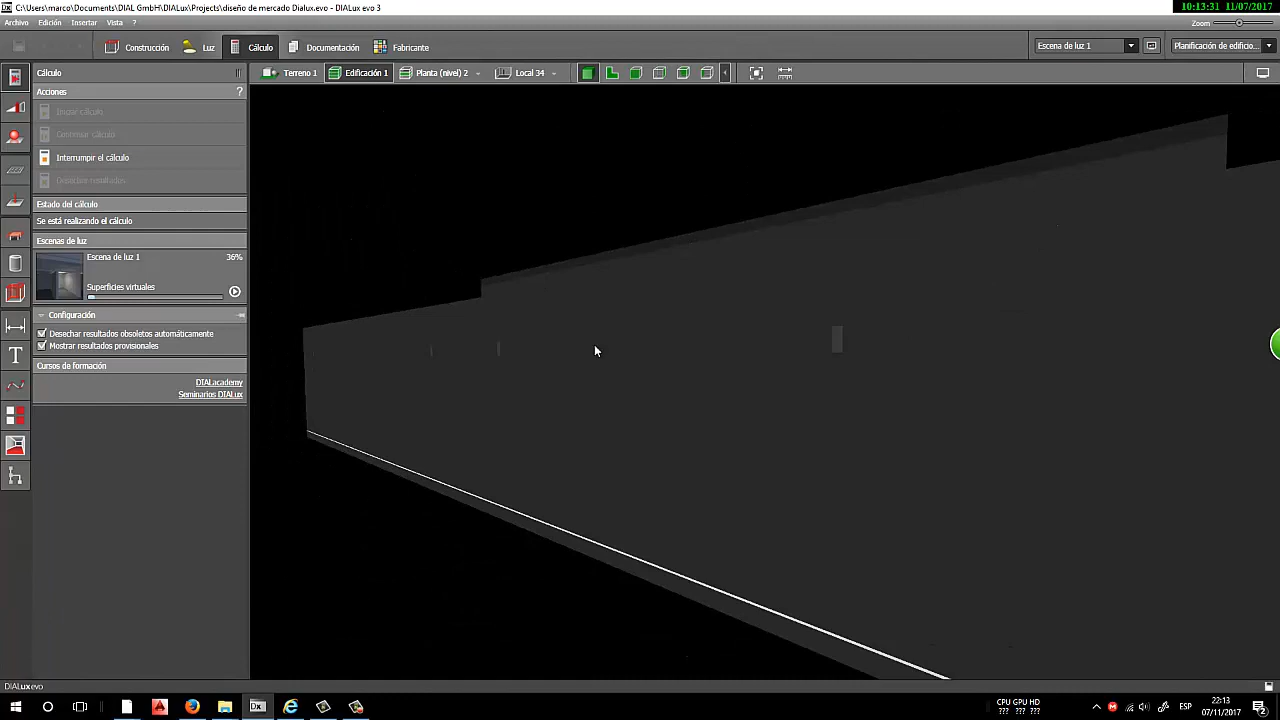 C:\Users\marco\Documents\DIAL GmbH\DIALux\Projects\diseño de mercado Dialux.evo - DIALux evo 3
10:13:31 11/07/2017
Archivo Edición Insertar Vista ?
Zoom
Construcción Luz Cálculo Documentación Fabricante
Escena de luz 1
Planificación de edificio...
Cálculo
Terreno 1 Edificación 1 Planta (nivel) 2 Local 34
Acciones ?
Iniciar cálculo
Continuar cálculo
Interrumpir el cálculo
Desechar resultados
Estado del cálculo
Se está realizando el cálculo
Escenas de luz
Escena de luz 1 36%
Superficies virtuales
Configuración
Desechar resultados obsoletos automáticamente
Mostrar resultados provisionales
Cursos de formación
DIALacademy
Seminarios DIALux
T
DIALux evo
Dx
CPU GPU HD
??? ??? ???
ESP
22:13
07/11/2017